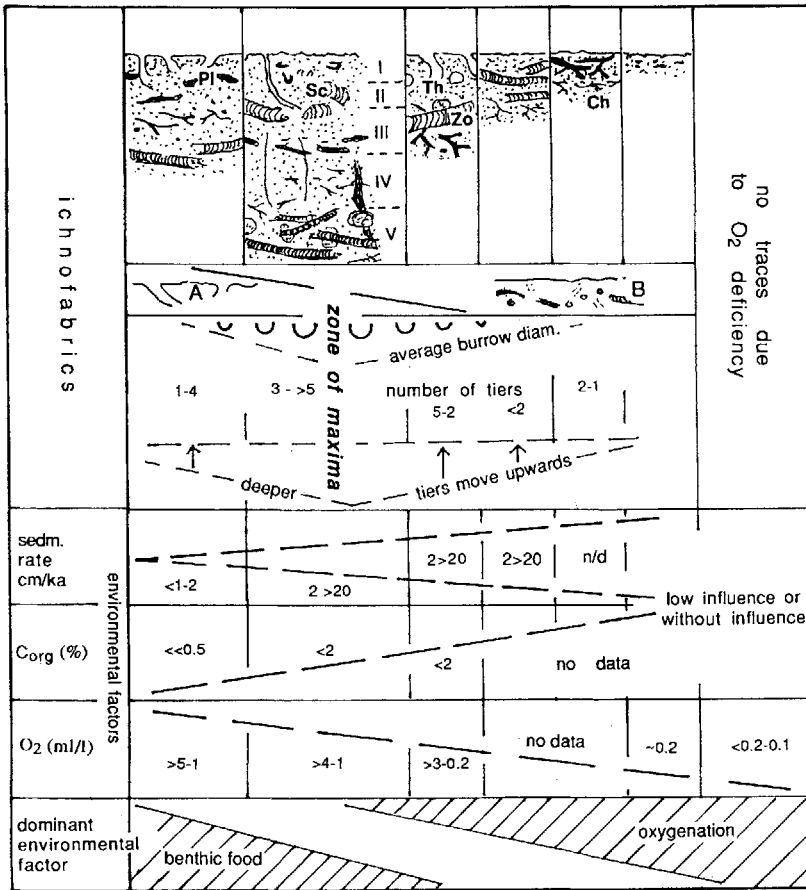 Pl
Sc
I
II
III
IV
V
Th
Zo
Ch
ichnofabrics
no traces due
to O2 deficiency
A
B
zone of maxima
average burrow diam.
1-4
3 - >5
number of tiers
5-2
<2
2-1
deeper
tiers move upwards
environmental factors
sedm.
rate
cm/ka
<1-2
2 >20
2>20
2>20
n/d
low influence or
without influence
Corg (%)
<<0.5
<2
<2
no data
O2 (ml/l)
>5-1
>4-1
>3-0.2
no data
~0.2
<0.2-0.1
dominant
environmental
factor
benthic food
oxygenation